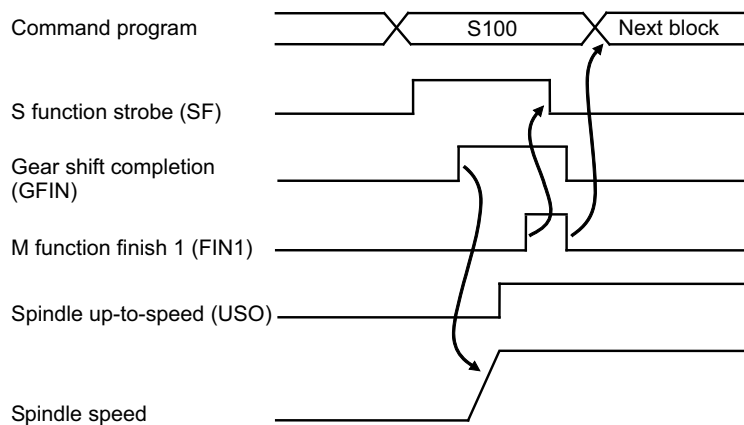 Command program
S100
Next block
S function strobe (SF)
Gear shift completion
(GFIN)
M function finish 1 (FIN1)
Spindle up-to-speed (USO)
Spindle speed